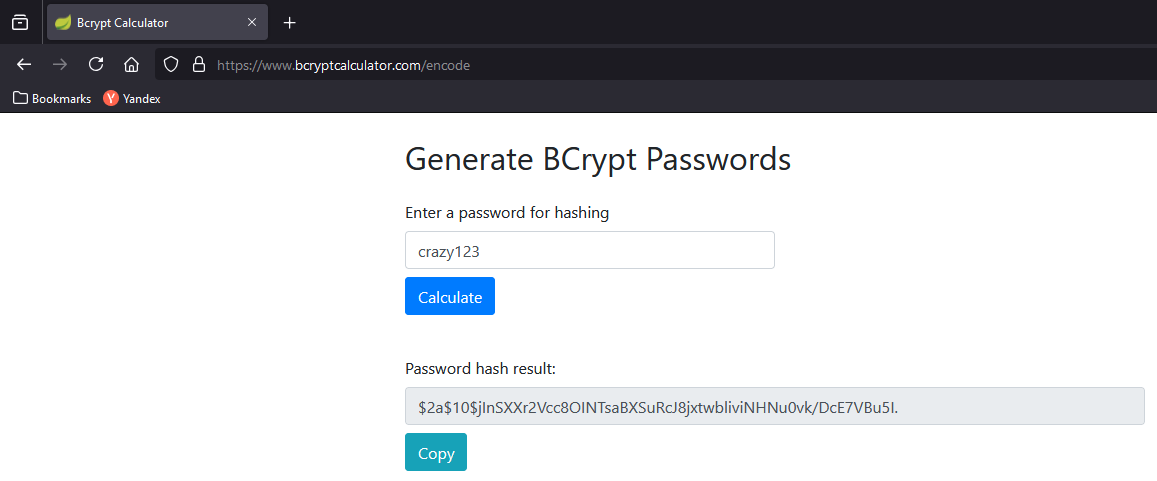 Bcrypt Calculator
https://www.bcryptcalculator.com/encode
Bookmarks Yandex
Generate BCrypt Passwords
Enter a password for hashing
crazy123
Calculate
Password hash result:
$2a$10$jInSXXr2Vcc8OINTsaBXSuRcJ8jxtwbliviNHNu0vk/DcE7VBu5I.
Copy